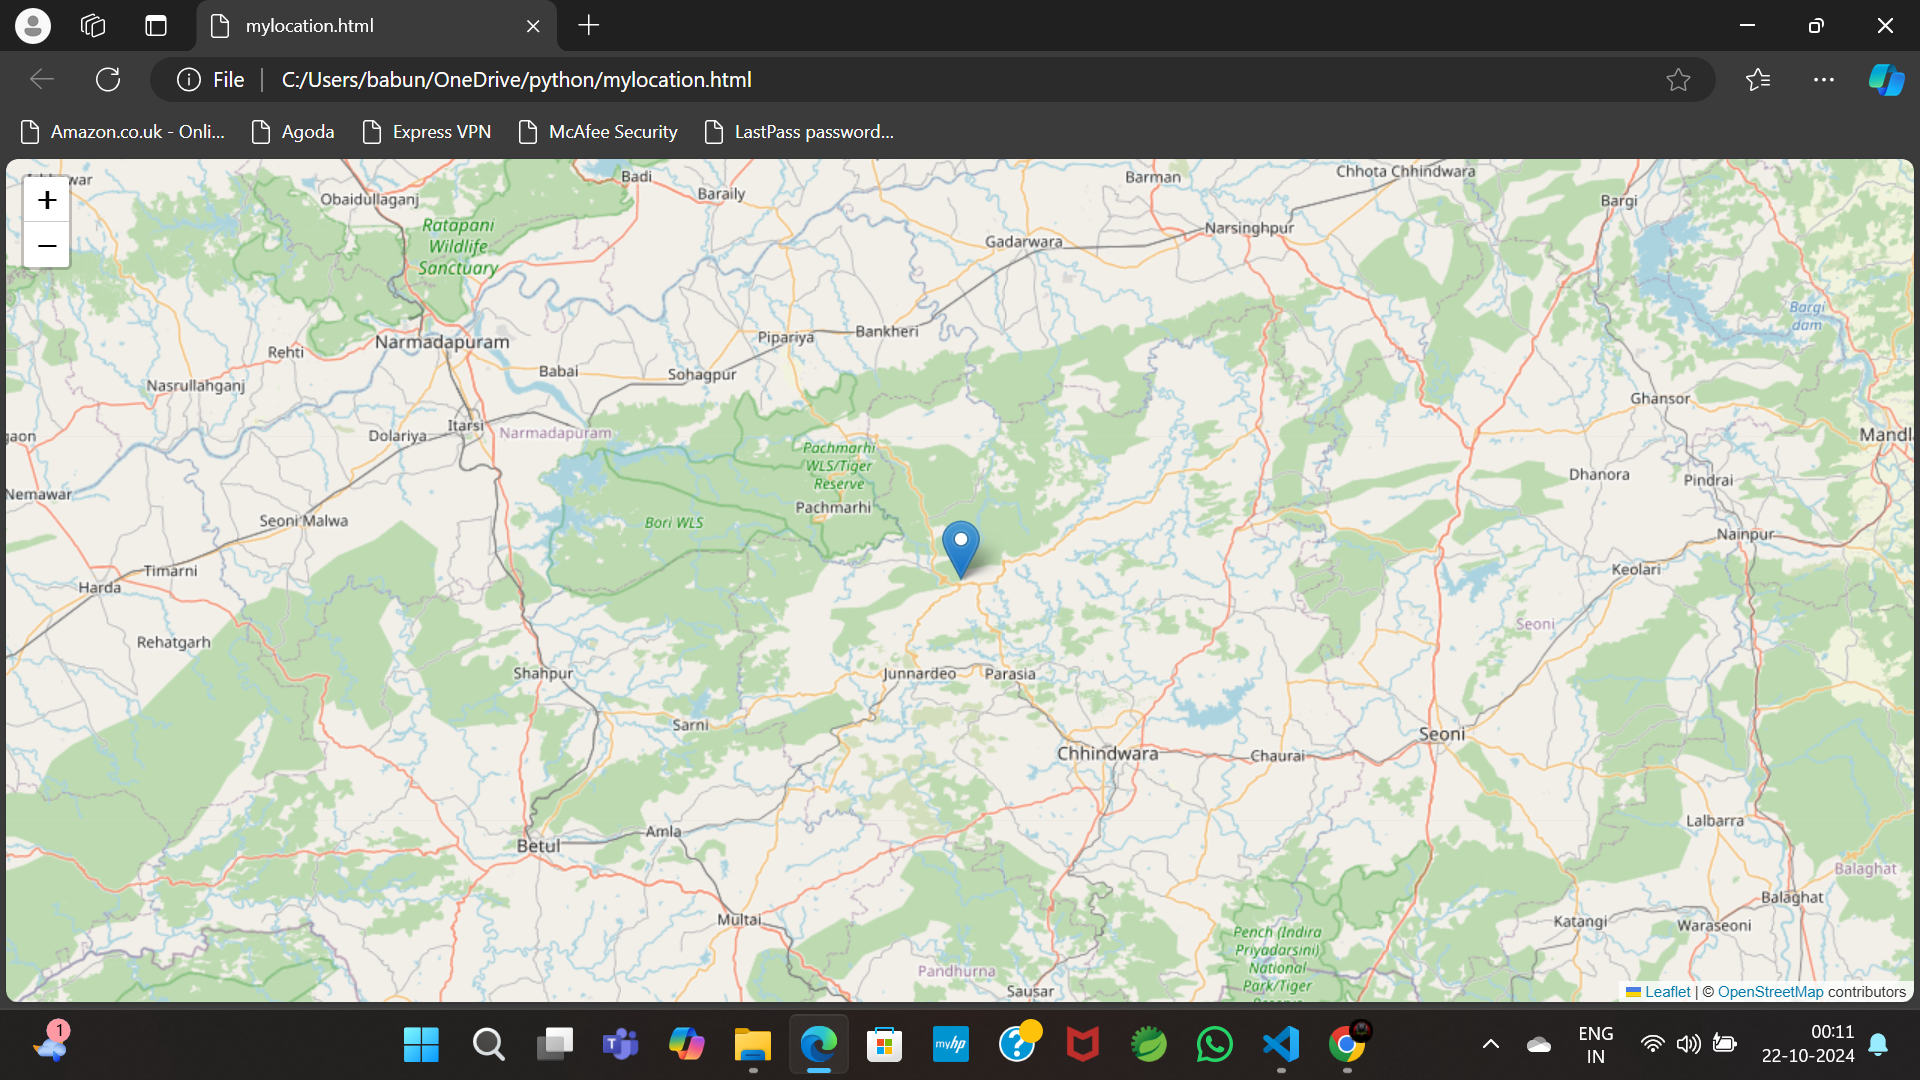 mylocation.html
File
C:/Users/babun/OneDrive/python/mylocation.html
Amazon.co.uk - Onli...
Agoda
Express VPN
McAfee Security
LastPass password...
+
−
Badi
Baraily
Barman
Chhota Chhindwara
Bargi
Obaidullaganj
Ratapani
Wildlife
Sanctuary
Gadarwara
Narsinghpur
Bargi
dam
Narmadapuram
Pipariya
Bankheri
Rehti
Babai
Sohagpur
Nasrullahganj
Ghansor
Itarsi
Dolariya
Narmadapuram
gaon
Mandl
Pachmarhi
WLS/Tiger
Reserve
Dhanora
Pindrai
Nemawar
Pachmarhi
Seoni Malwa
Bori WLS
Nainpur
Timarni
Keolari
Harda
Seoni
Rehatgarh
Shahpur
Junnardeo
Parasia
Sarni
Seoni
Chhindwara
Chaurai
Lalbarra
Amla
Betul
Balaghat
Balaghat
Multai
Katangi
Waraseoni
Pench (Indira
Priyadarsini)
National
Park/Tiger
Pandhurna
Sausar
Leaflet | © OpenStreetMap contributors
1
T
myhp
?
ENG
IN
00:11
22-10-2024